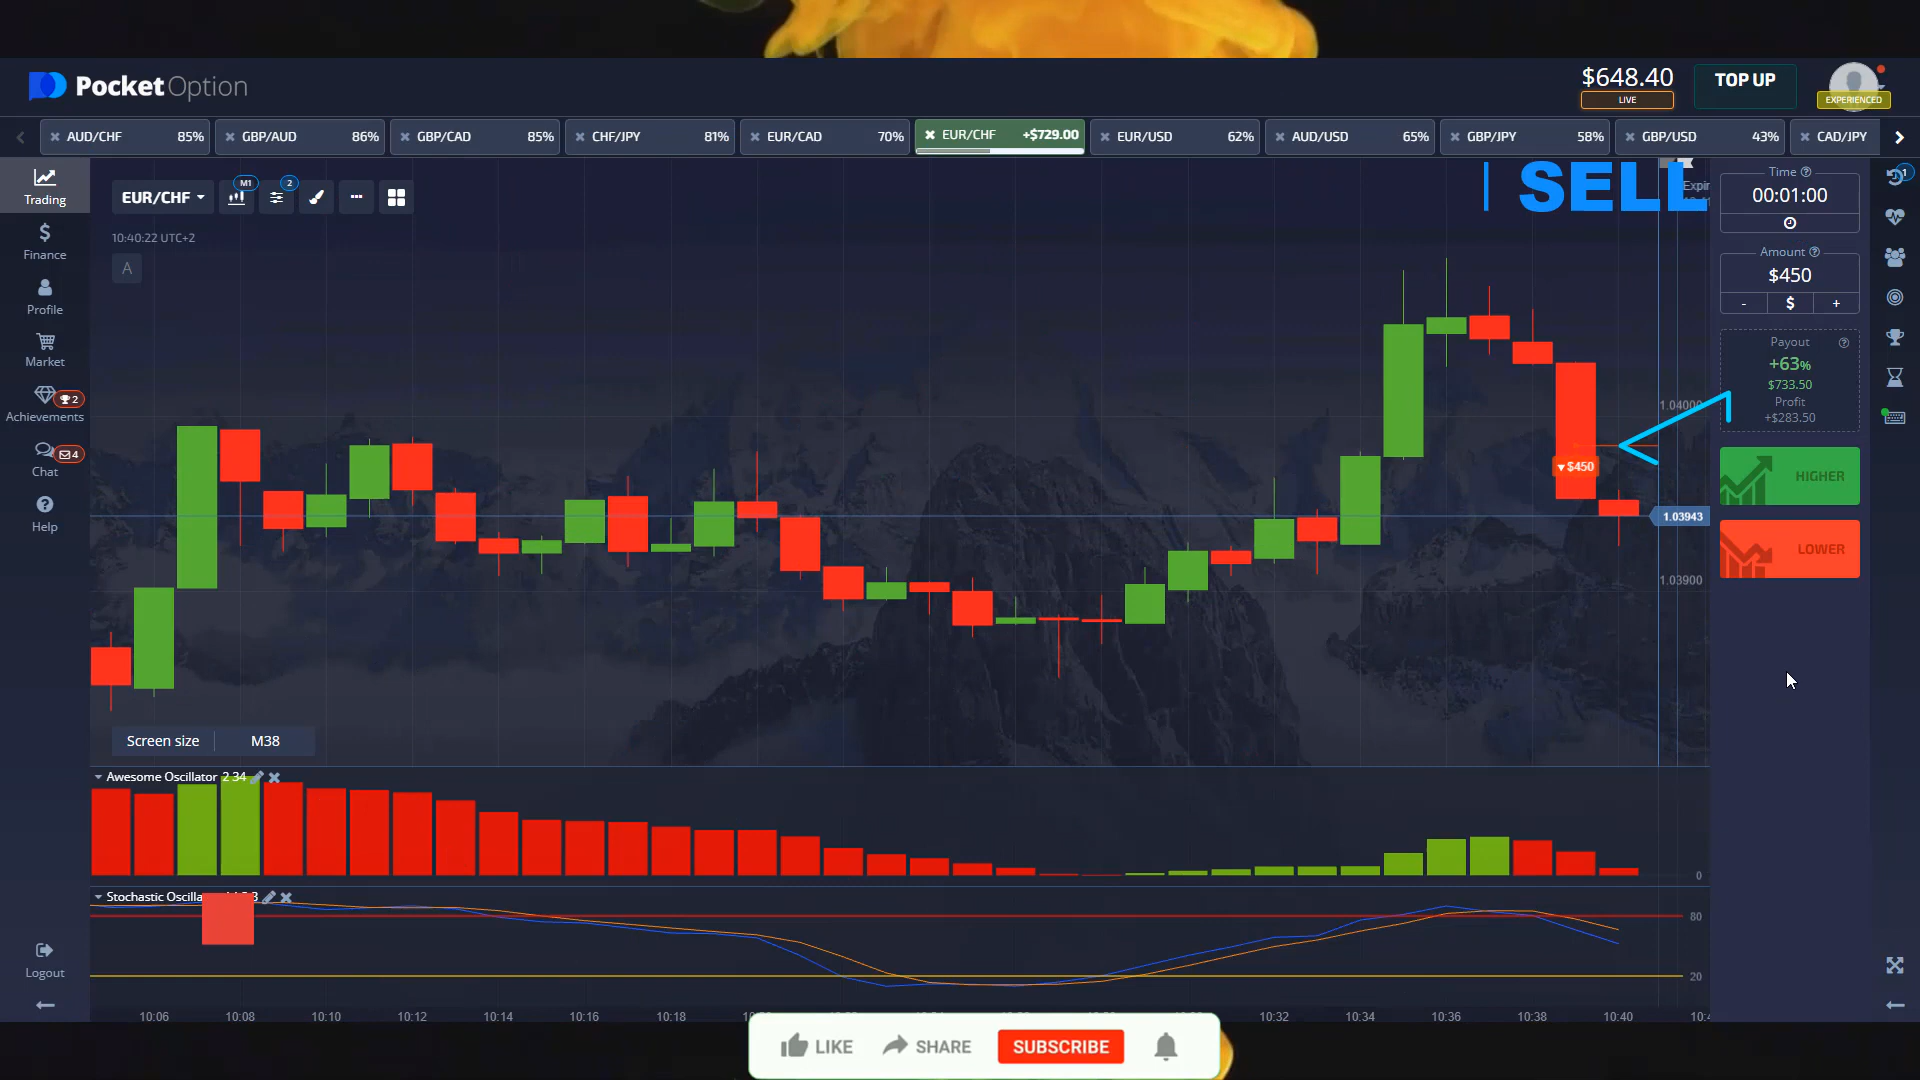 PocketOption
$648.40
LIVE
TOP UP
EXPERIENCED
AUD/CHF 85%
GBP/AUD 86%
GBP/CAD 85%
CHF/JPY 81%
EUR/CAD 70%
EUR/CHF +$729.00
EUR/USD 62%
AUD/USD 65%
GBP/JPY 58%
GBP/USD 43%
CAD/JPY
Trading
Finance
Profile
Market
Achievements
2
Chat
4
Help
Logout
EUR/CHF
M1
2
10:40:22 UTC+2
A
SELL
Expir
Time
00:01:00
Amount
$450
- $ +
Payout
+63%
$733.50
Profit
+$283.50
HIGHER
LOWER
1
1.04000
$450
1.03943
1.03900
Screen size M38
Awesome Oscillator 2 34
0
Stochastic Oscilla
80
20
10:06 10:08 10:10 10:12 10:14 10:16 10:18 10:32 10:34 10:36 10:38 10:40
LIKE SHARE SUBSCRIBE